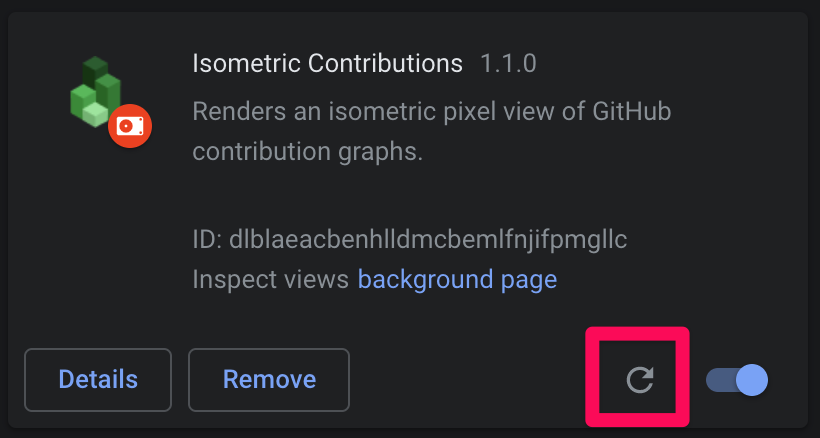 Isometric Contributions 1.1.0
Renders an isometric pixel view of GitHub
contribution graphs.
ID: dlblaeacbenhlldmcbemlfnjifpmgllc
Inspect views background page
Details Remove